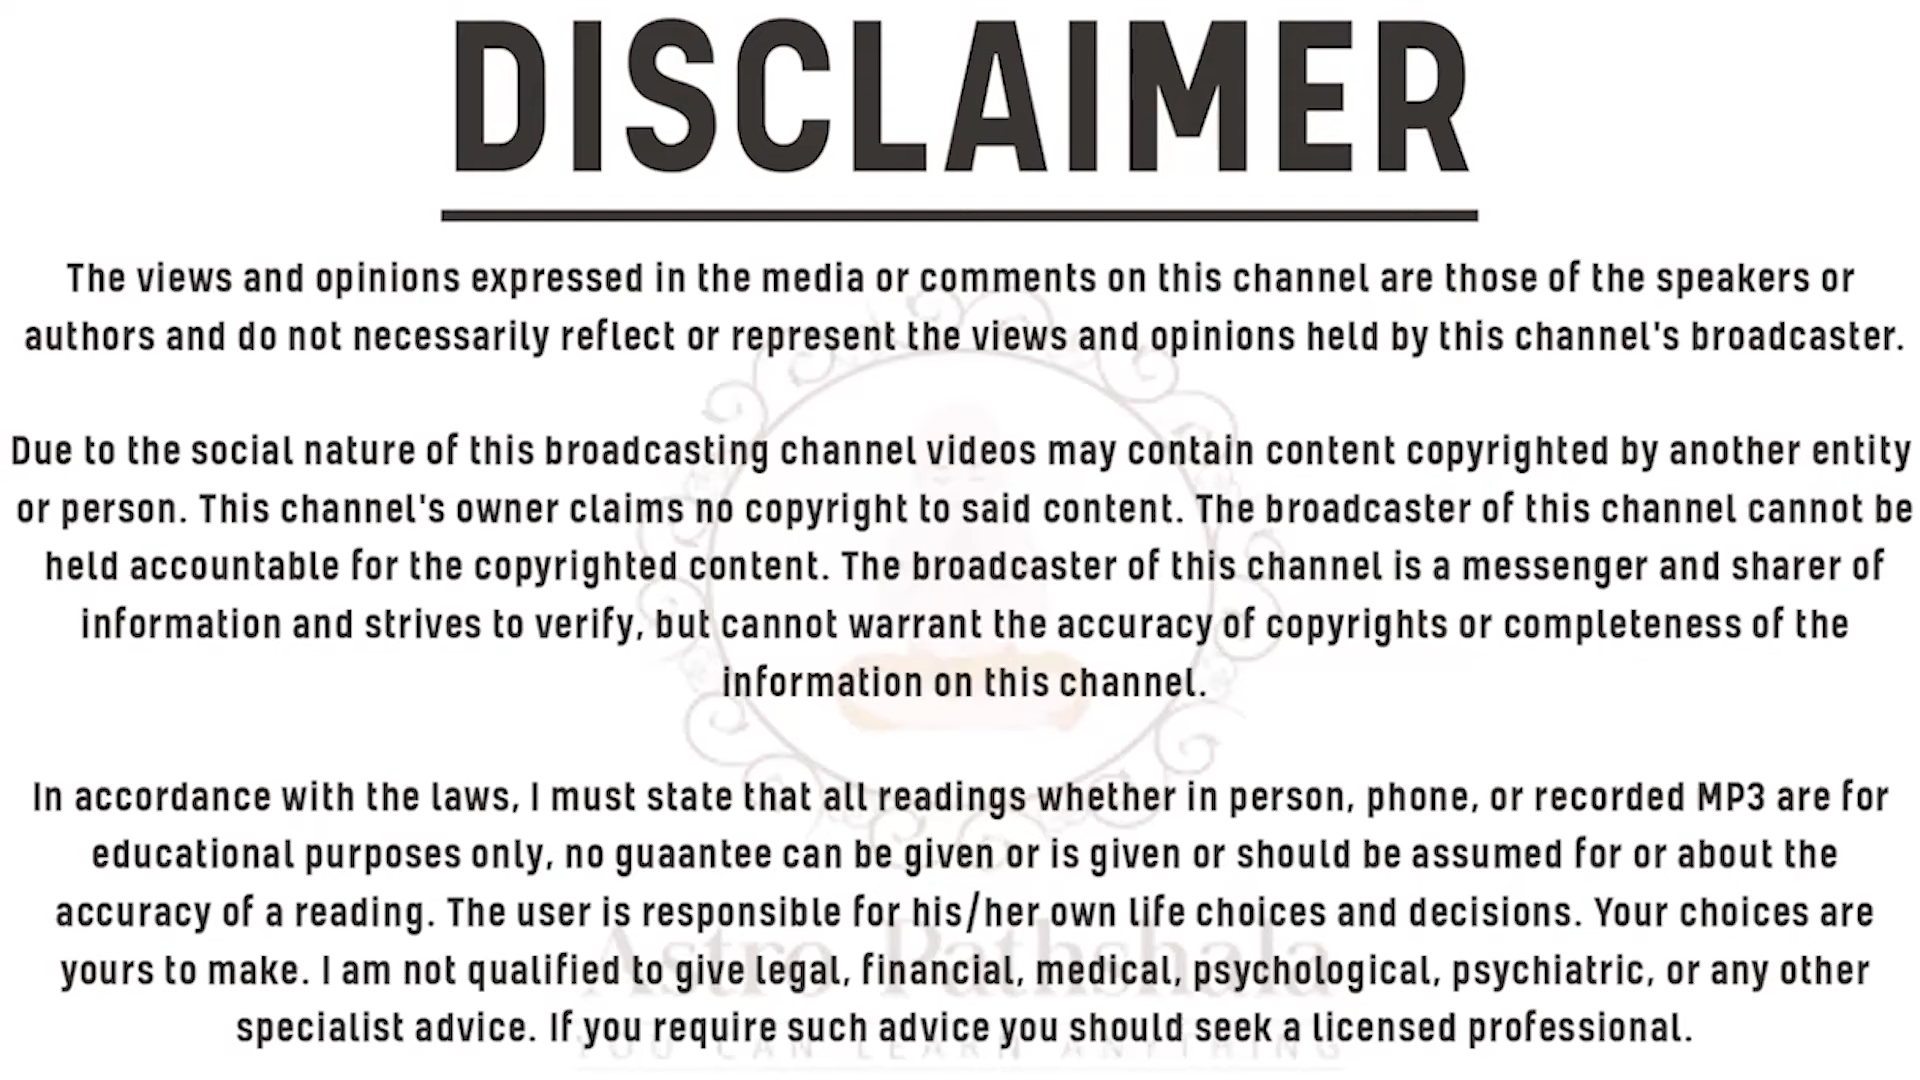 DISCLAIMER
The views and opinions expressed in the media or comments on this channel are those of the speakers or
authors and do not necessarily reflect or represent the views and opinions held by this channel's broadcaster.
Due to the social nature of this broadcasting channel videos may contain content copyrighted by another entity
or person. This channel's owner claims no copyright to said content. The broadcaster of this channel cannot be
held accountable for the copyrighted content. The broadcaster of this channel is a messenger and sharer of
information and strives to verify, but cannot warrant the accuracy of copyrights or completeness of the
information on this channel.
In accordance with the laws, I must state that all readings whether in person, phone, or recorded MP3 are for
educational purposes only, no guaantee can be given or is given or should be assumed for or about the
accuracy of a reading. The user is responsible for his/her own life choices and decisions. Your choices are
Astro Pathshala
yours to make. I am not qualified to give legal, financial, medical, psychological, psychiatric, or any other
specialist advice. If you require such advice you should seek a licensed professional.
YOU CAN LEARN ANYTHING